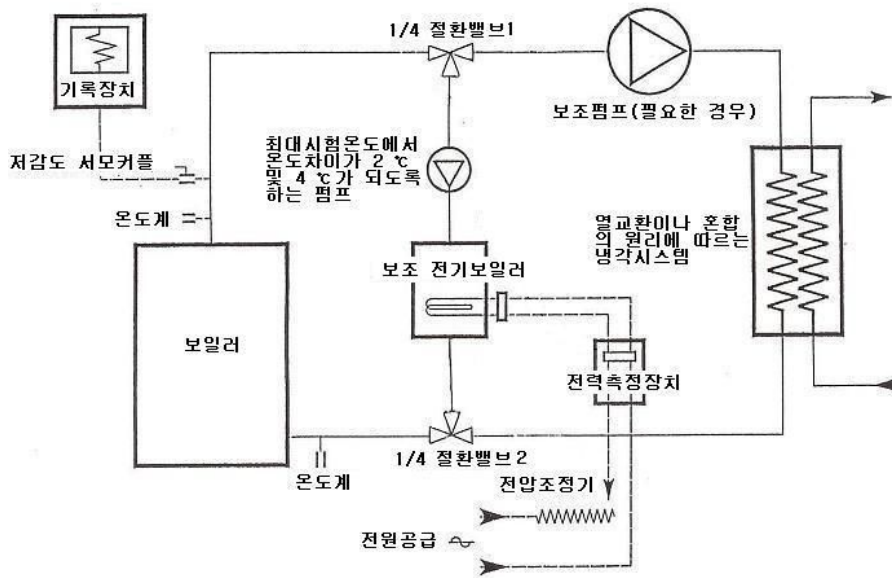 1/4 절환밸브1
기록장치
보조펌프(필요한 경우)
최대시험온도에서
온도차이가 2 ℃
및 4 ℃가 되도록
하는 펌프
저감도 서모커플
온도계
열교환이나 혼합
의 원리에 따르는
냉각시스템
보조 전기보일러
보일러
전력측정장치
1/4 절환밸브2
온도계
전압조정기
전원공급